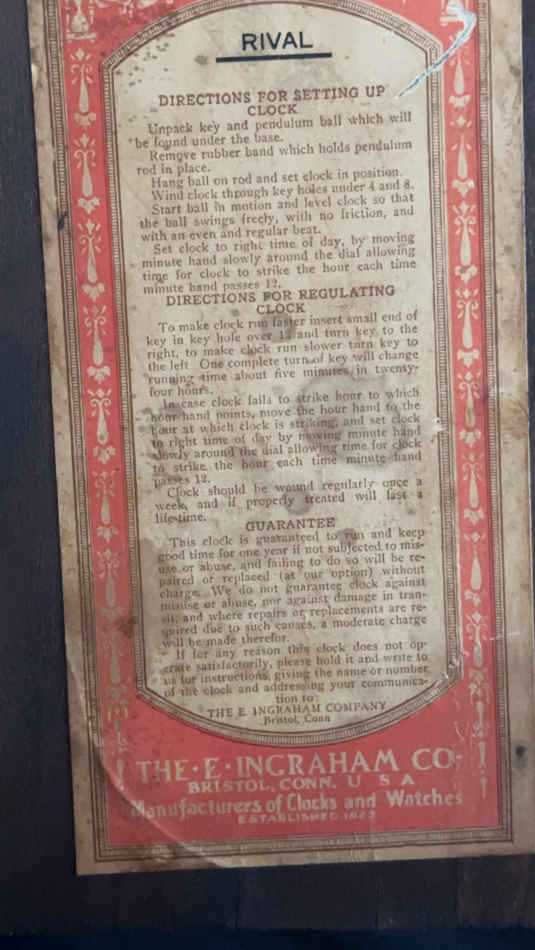 RIVAL
DIRECTIONS FOR SETTING UP
CLOCK
Unpack key and pendulum ball which will
be found under the base.
Remove rubber band which holds pendulum
rod in place.
Hang ball on rod and set clock in position.
Wind clock through key holes under 4 and 8.
Start ball in motion and level clock so that
the ball swings freely, with no friction, and
with an even and regular beat.
Set clock to right time of day, by moving
minute hand slowly around the dial allowing
time for clock to strike the hour each time
minute hand passes 12.
DIRECTIONS FOR REGULATING
CLOCK
To make clock run faster insert small end of
key in key hole over 12 and turn key to the
right, to make clock run slower turn key to
the left. One complete turn of key will change
running time about five minutes in twenty-
four hours.
In case clock fails to strike hour to which
hour hand points, move the hour hand to the
hour at which clock is striking, and set clock
to right time of day by moving minute hand
slowly around the dial allowing time for clock
to strike the hour each time minute hand
passes 12.
Clock should be wound regularly once a
week, and if properly treated will last a
life-time.
GUARANTEE
This clock is guaranteed to run and keep
good time for one year if not subjected to mis-
use or abuse, and failing to do so will be re-
paired or replaced (at our option) without
charge. We do not guarantee clock against
misuse or abuse, nor against damage in tran-
sit, and where repairs or replacements are re-
quired due to such causes, a moderate charge
will be made therefor.
If for any reason this clock does not op-
erate satisfactorily, please hold it and write to
us for instructions, giving the name or number
of the clock and addressing your communica-
tion to:
THE E. INGRAHAM COMPANY
Bristol, Conn
THE·E·INGRAHAM CO·
BRISTOL, CONN. U S A
Manufacturers of Clocks and Watches
ESTABLISHED